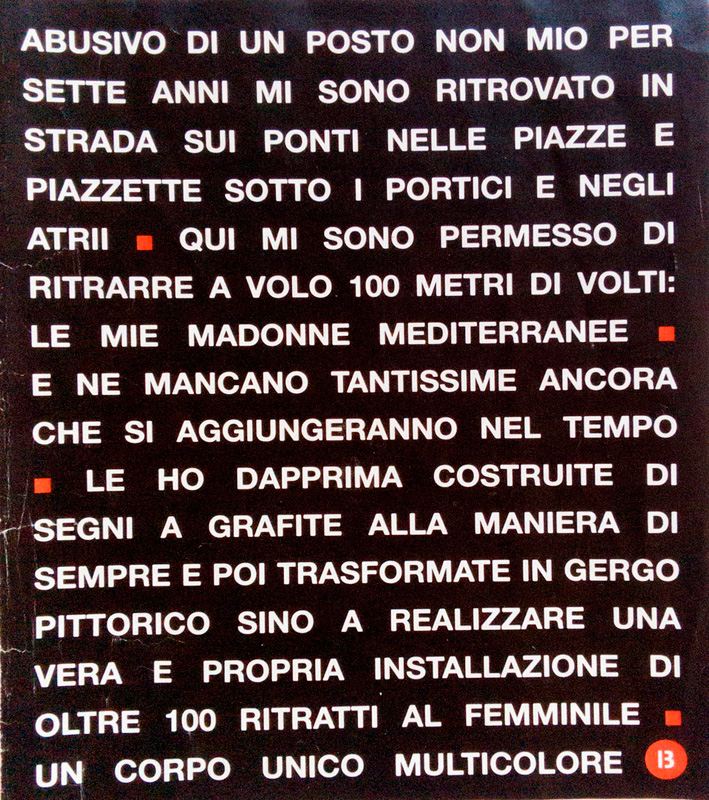 ABUSIVO DI UN POSTO NON MIO PER
SETTE ANNI MI SONO RITROVATO IN
STRADA SUI PONTI NELLE PIAZZE E
PIAZZETTE SOTTO I PORTICI E NEGLI
ATRII ■ QUI MI SONO PERMESSO DI
RITRARRE A VOLO 100 METRI DI VOLTI:
LE MIE MADONNE MEDITERRANEE ■
E NE MANCANO TANTISSIME ANCORA
CHE SI AGGIUNGERANNO NEL TEMPO
■ LE HO DAPPRIMA COSTRUITE DI
SEGNI A GRAFITE ALLA MANIERA DI
SEMPRE E POI TRASFORMATE IN GERGO
PITTORICO SINO A REALIZZARE UNA
VERA E PROPRIA INSTALLAZIONE DI
OLTRE 100 RITRATTI AL FEMMINILE ■
UN CORPO UNICO MULTICOLORE